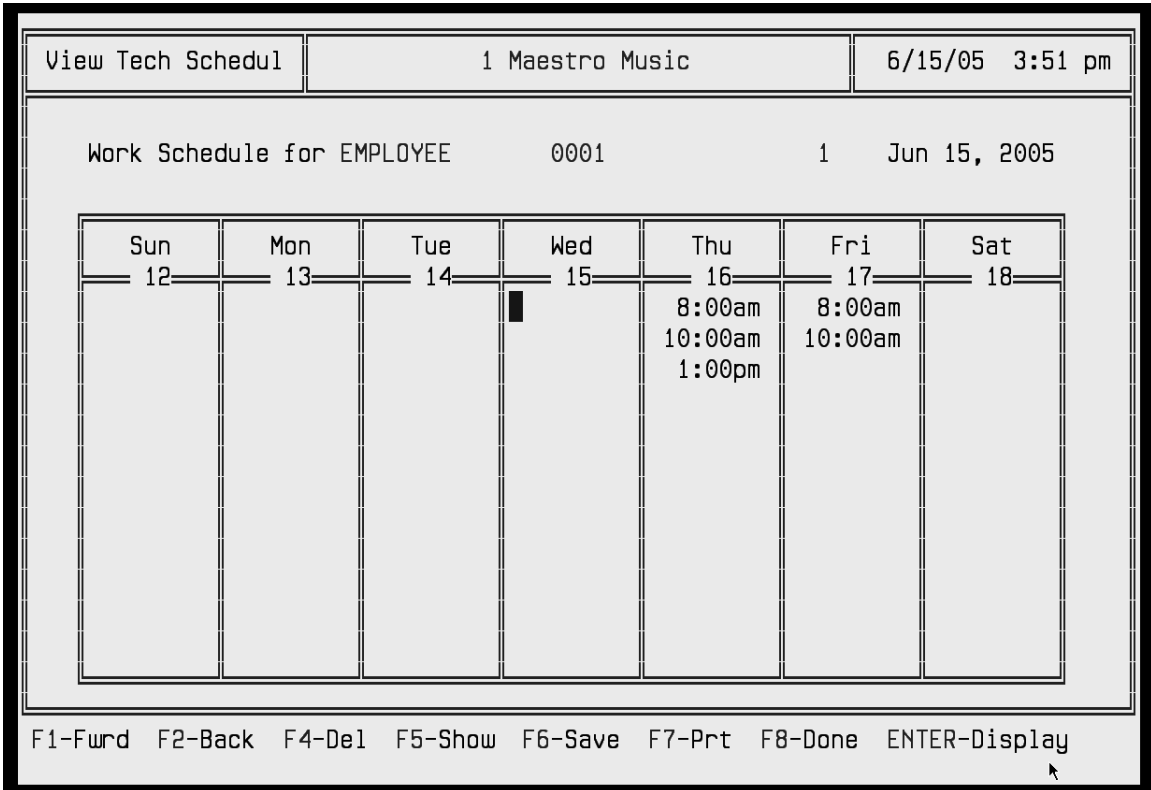 View Tech Schedul 1 Maestro Music 6/15/05 3:51 pm
Work Schedule for EMPLOYEE 0001 1 Jun 15, 2005
Sun Mon Tue Wed Thu Fri Sat
12 13 14 15 16 17 18
8:00am 8:00am
10:00am 10:00am
1:00pm
F1-Fwrd F2-Back F4-Del F5-Show F6-Save F7-Prt F8-Done ENTER-Display